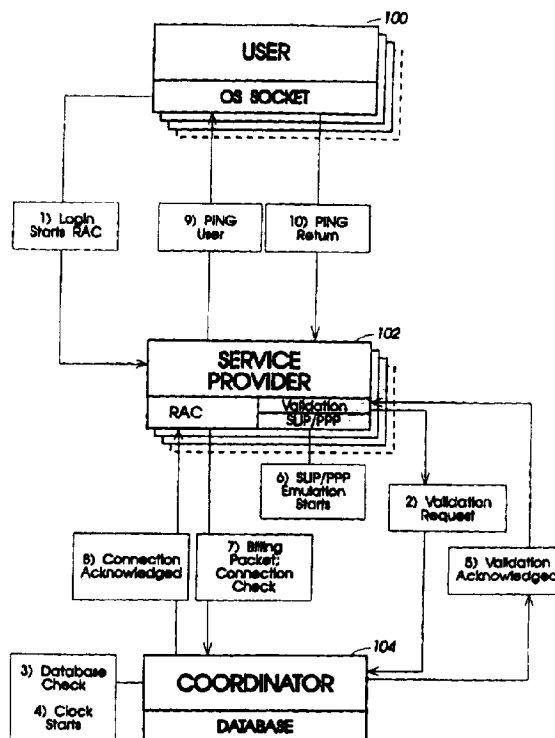 100
USER
OS SOCKET
1) Login
Starts RAC
9) PING
User
10) PING
Return
102
SERVICE
PROVIDER
RAC
Validation
SLIP/PPP
6) SLIP/PPP
Emulation
Starts
2) Validation
Request
8) Connection
Acknowledged
7) Billing
Packet;
Connection
Check
5) Validation
Acknowledged
104
3) Database
Check
4) Clock
Starts
COORDINATOR
DATABASE